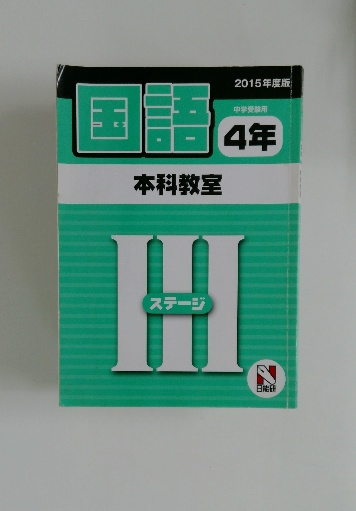 2015年度版
国語
中学受験用
4年
本科教室
III
ステージ
N
日能研